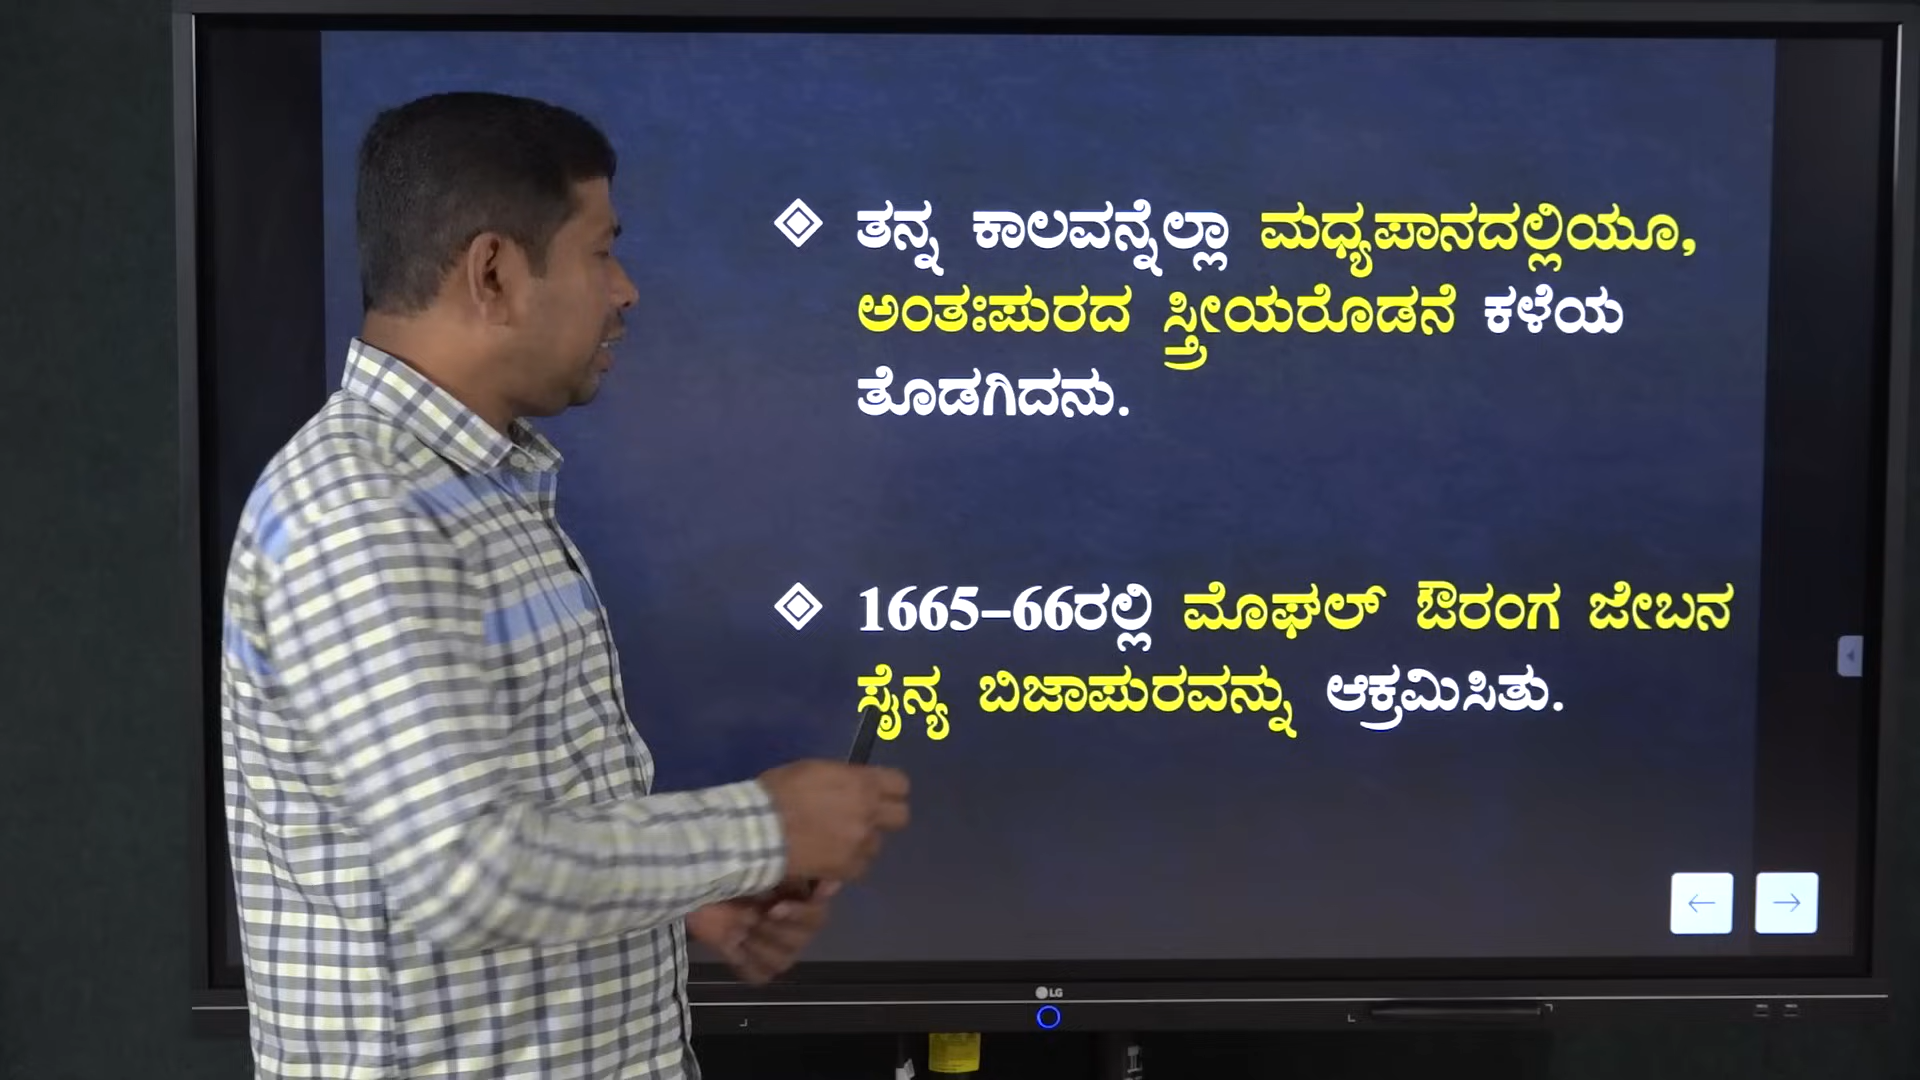 ತನ್ನ ಕಾಲವನ್ನೆಲ್ಲಾ ಮಧ್ಯಪಾನದಲ್ಲಿಯೂ,
ಅಂತಃಪುರದ ಸ್ತ್ರೀಯರೊಡನೆ ಕಳೆಯ
ತೊಡಗಿದನು.
1665-66ರಲ್ಲಿ ಮೊಘಲ್ ಔರಂಗ ಜೇಬನ
ಸೈನ್ಯ ಬಿಜಾಪುರವನ್ನು ಆಕ್ರಮಿಸಿತು.
LG